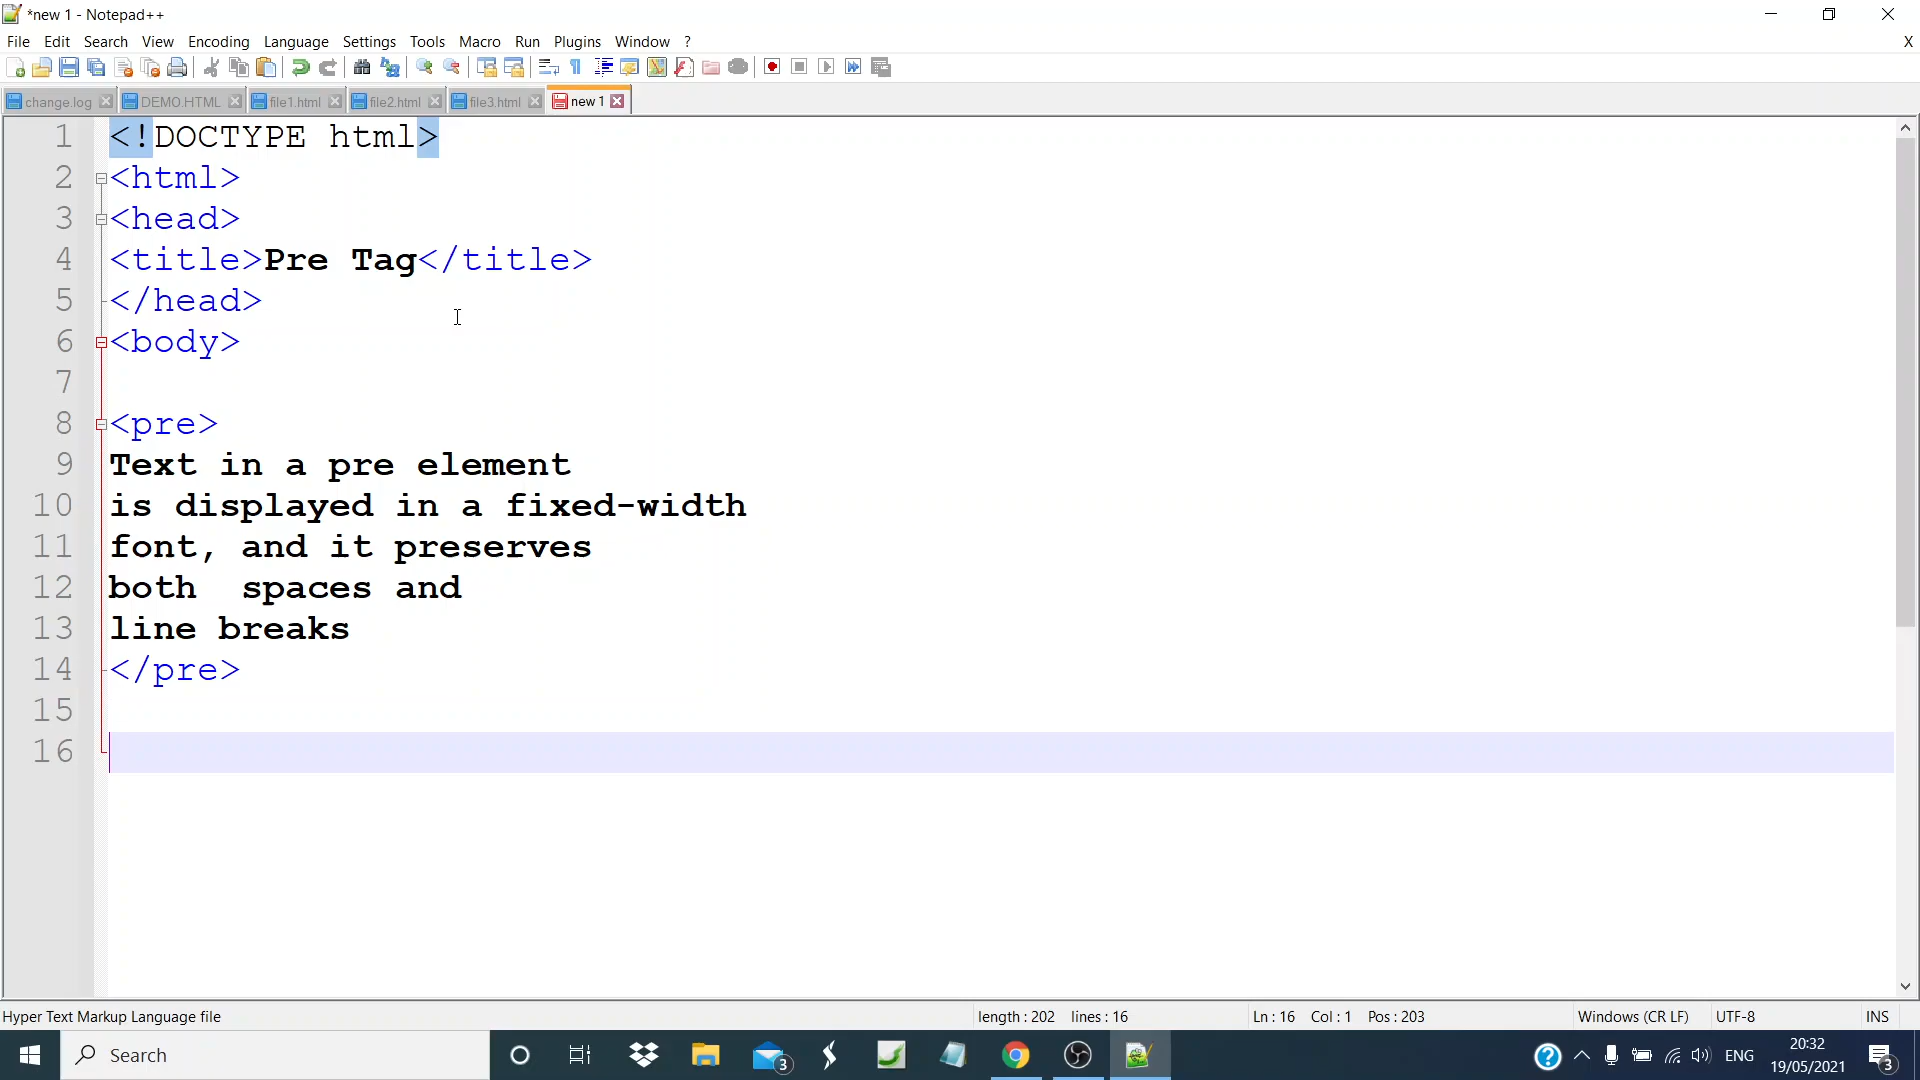 *new 1 - Notepad++
File Edit Search View Encoding Language Settings Tools Macro Run Plugins Window ? X
change.log DEMO.HTML file1.html file2.html file3.html new 1
1 <!DOCTYPE html>
2 <html>
3 <head>
4 <title>Pre Tag</title>
5 </head>
6 <body>
7
8 <pre>
9 Text in a pre element
10 is displayed in a fixed-width
11 font, and it preserves
12 both  spaces and
13 line breaks
14 </pre>
15
16
Hyper Text Markup Language file length : 202 lines : 16 Ln : 16 Col : 1 Pos : 203 Windows (CR LF) UTF-8 INS
Search 3 ENG 20:32 3
19/05/2021